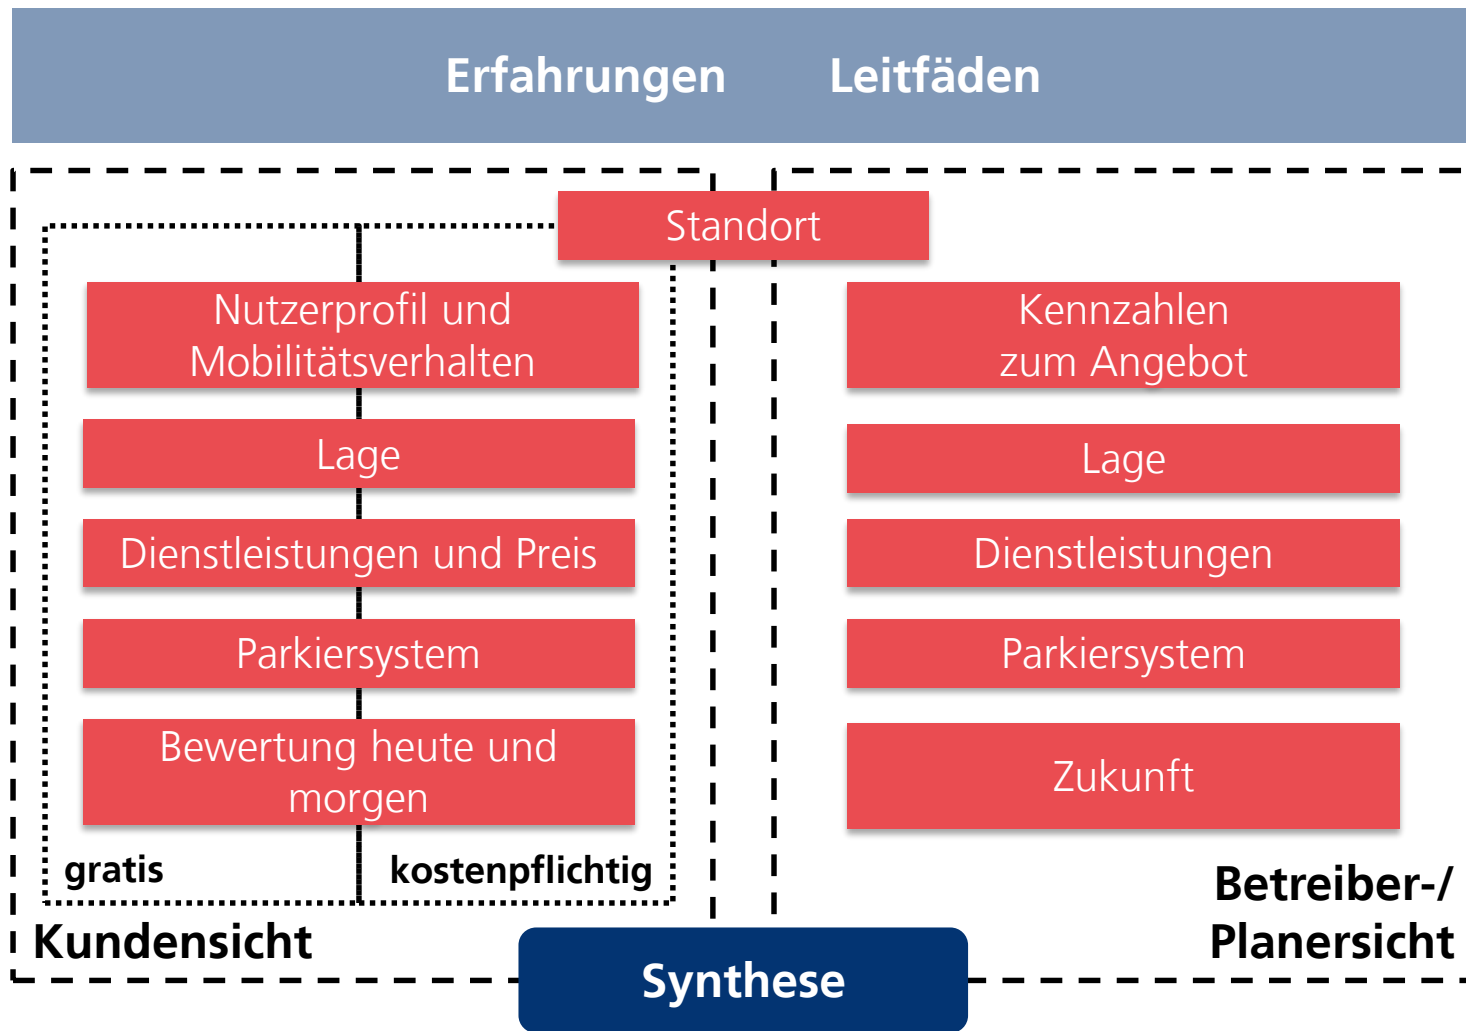 Erfahrungen Leitfäden
Standort
Nutzerprofil und
Mobilitätsverhalten
Lage
Dienstleistungen und Preis
Parkiersystem
Bewertung heute und
morgen
gratis kostenpflichtig
Kundensicht
Kennzahlen
zum Angebot
Lage
Dienstleistungen
Parkiersystem
Zukunft
Betreiber-/
Planersicht
Synthese